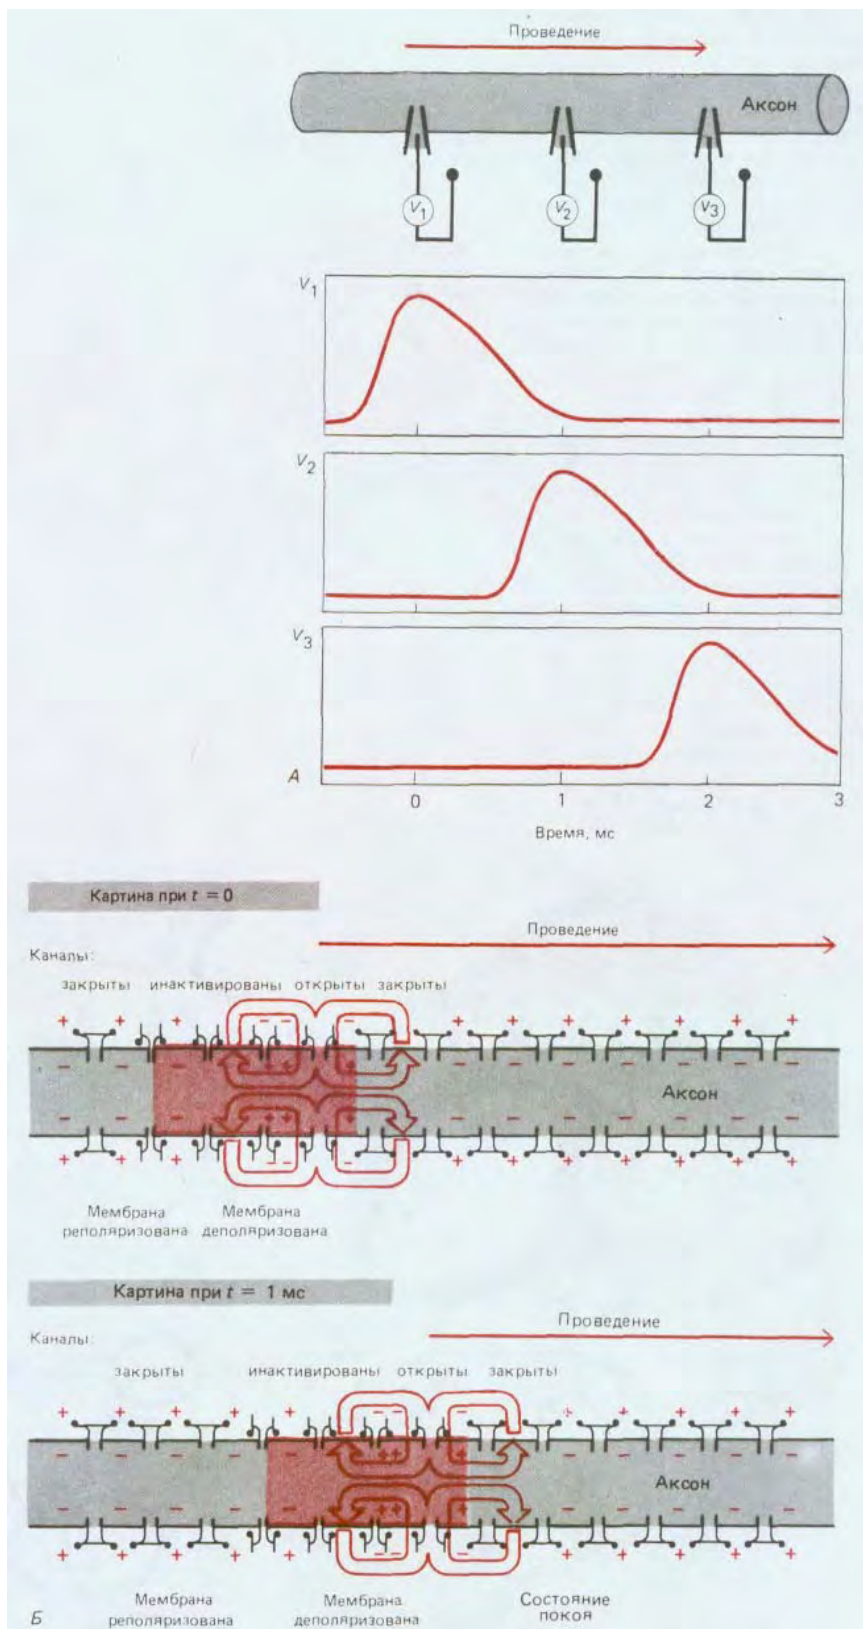 Проведение
Аксон
V1
V2
V3
V1
V2
V3
А
0 1 2 3
Время, мс
Картина при t = 0
Проведение
Каналы:
закрыты инактивированы открыты закрыты
+ + + + + + + + + +
Аксон
Мембрана реполяризована
Мембрана деполяризована
Картина при t = 1 мс
Проведение
Каналы:
закрыты инактивированы открыты закрыты
Аксон
Мембрана реполяризована
Мембрана деполяризована
Состояние покоя
Б